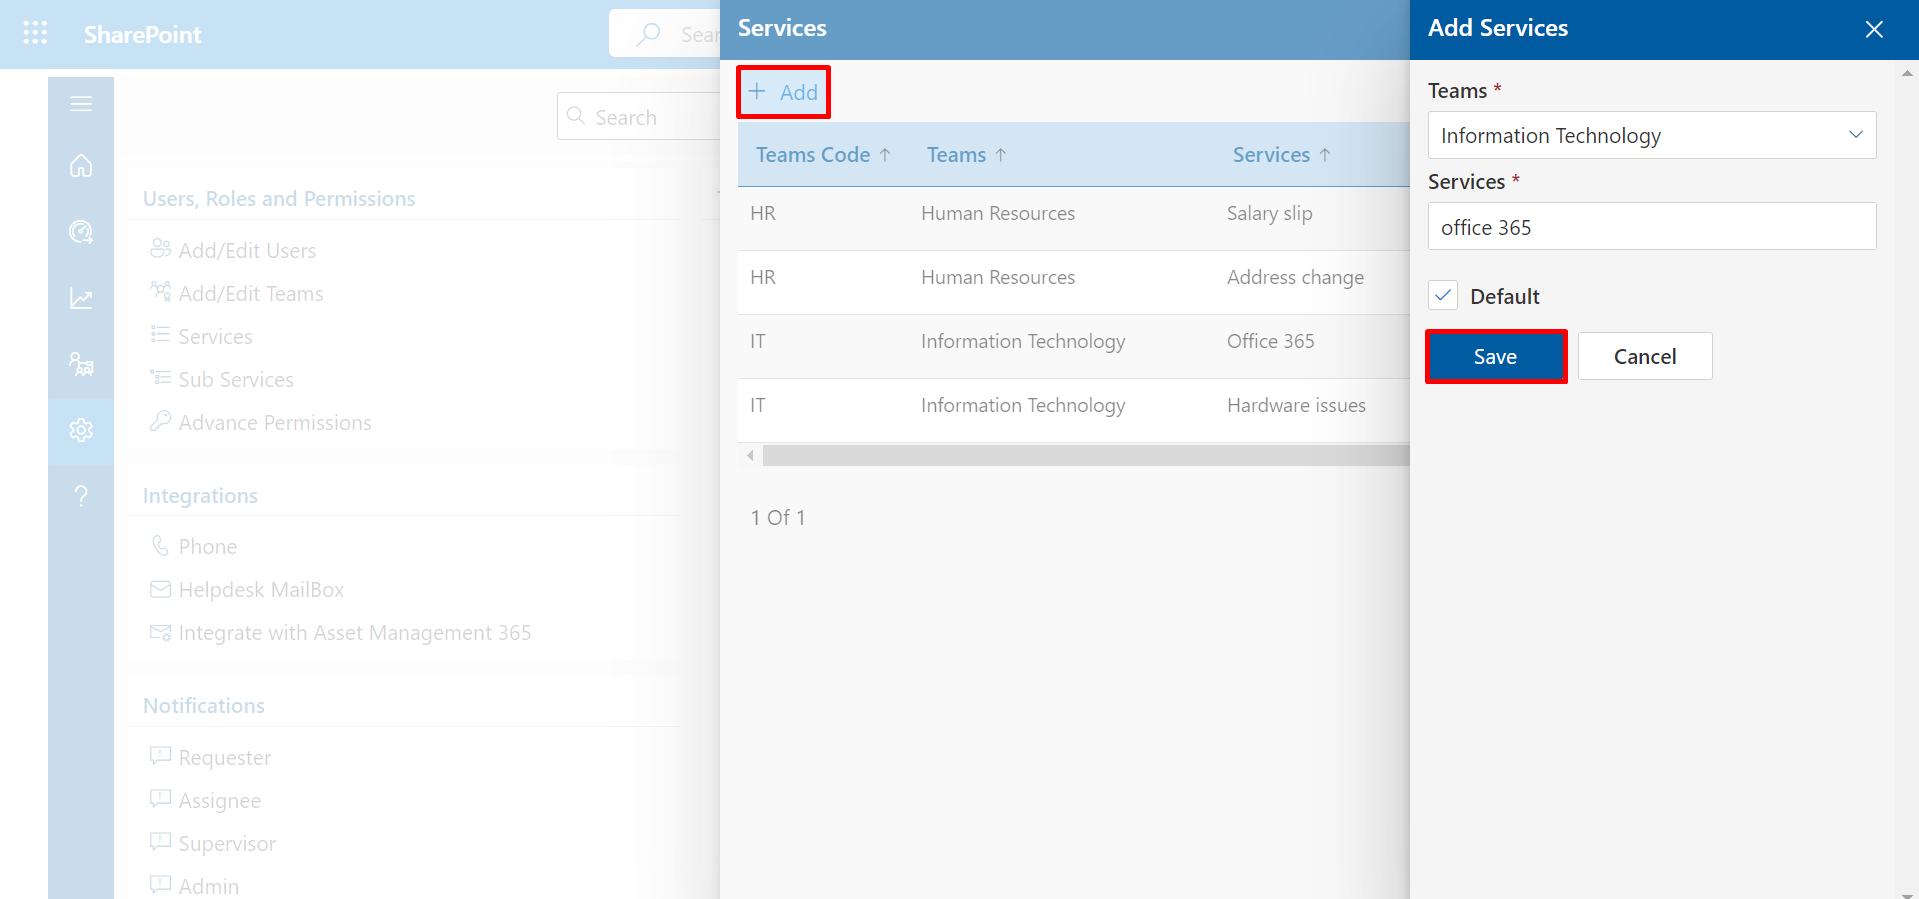 SharePoint
Sear
Search
Users, Roles and Permissions
Add/Edit Users
Add/Edit Teams
Services
Sub Services
Advance Permissions
Integrations
Phone
Helpdesk MailBox
Integrate with Asset Management 365
Notifications
Requester
Assignee
Supervisor
Admin
Services
+ Add
Teams Code ↑ Teams ↑ Services ↑
HR Human Resources Salary slip
HR Human Resources Address change
IT Information Technology Office 365
IT Information Technology Hardware issues
1 Of 1
Add Services
Teams *
Information Technology
Services *
office 365
Default
Save Cancel